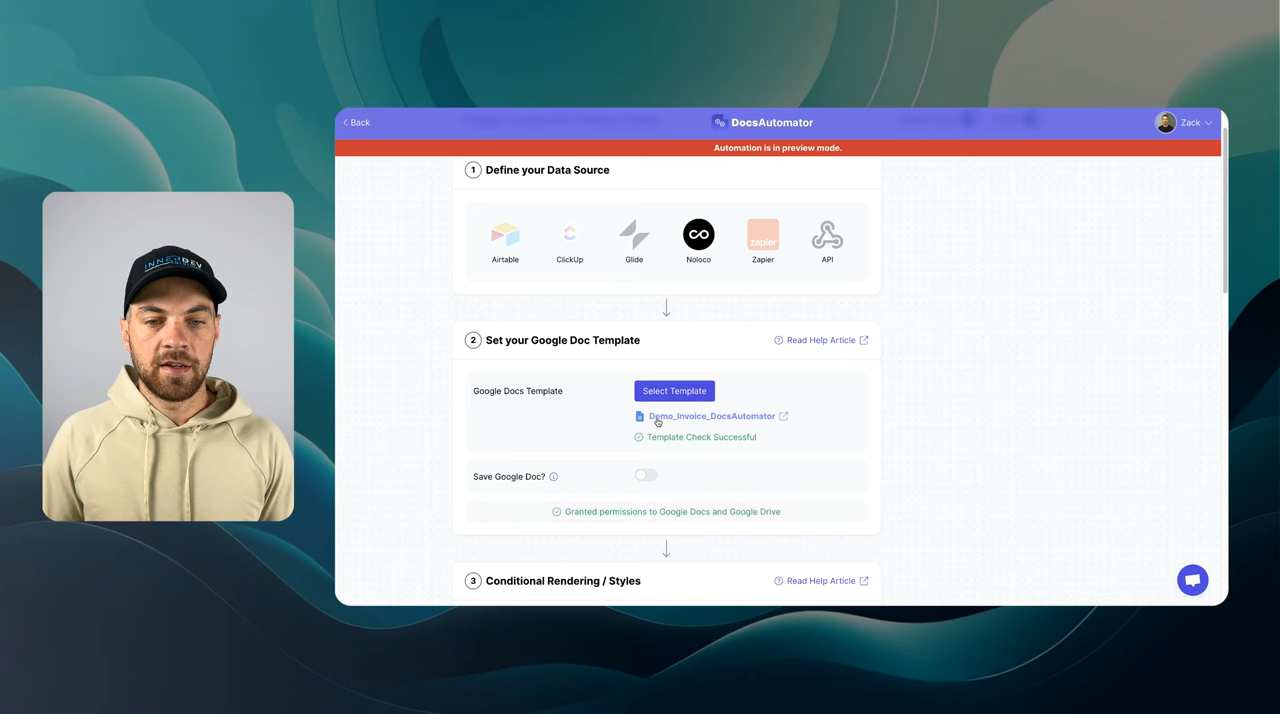 INNERDEV
Back
DocsAutomator
Zack
Automation is in preview mode.
1 Define your Data Source
Airtable
ClickUp
Glide
Noloco
zapier
Zapier
API
2 Set your Google Doc Template
Read Help Article
Google Docs Template
Select Template
Demo_Invoice_DocsAutomator
Template Check Successful
Save Google Doc?
Granted permissions to Google Docs and Google Drive
3 Conditional Rendering / Styles
Read Help Article